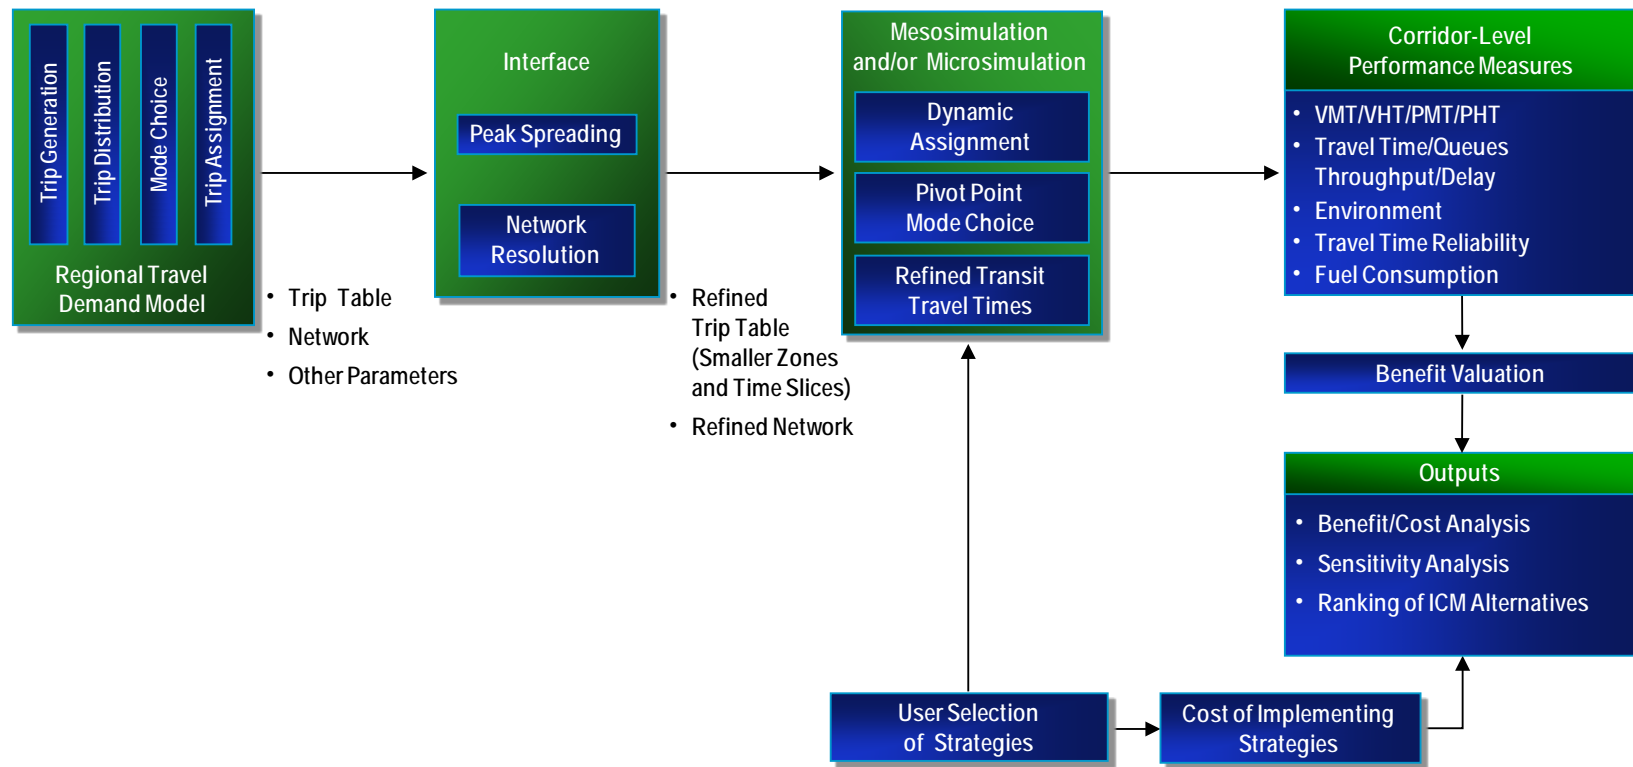 Trip Generation
Trip Distribution
Mode Choice
Trip Assignment
Regional Travel
Demand Model
• Trip Table
• Network
• Other Parameters
Interface
Peak Spreading
Network
Resolution
• Refined
Trip Table
(Smaller Zones
and Time Slices)
• Refined Network
Mesosimulation
and/or Microsimulation
Dynamic
Assignment
Pivot Point
Mode Choice
Refined Transit
Travel Times
Corridor-Level
Performance Measures
• VMT/VHT/PMT/PHT
• Travel Time/Queues
Throughput/Delay
• Environment
• Travel Time Reliability
• Fuel Consumption
Benefit Valuation
Outputs
• Benefit/Cost Analysis
• Sensitivity Analysis
• Ranking of ICM Alternatives
User Selection
of Strategies
Cost of Implementing
Strategies